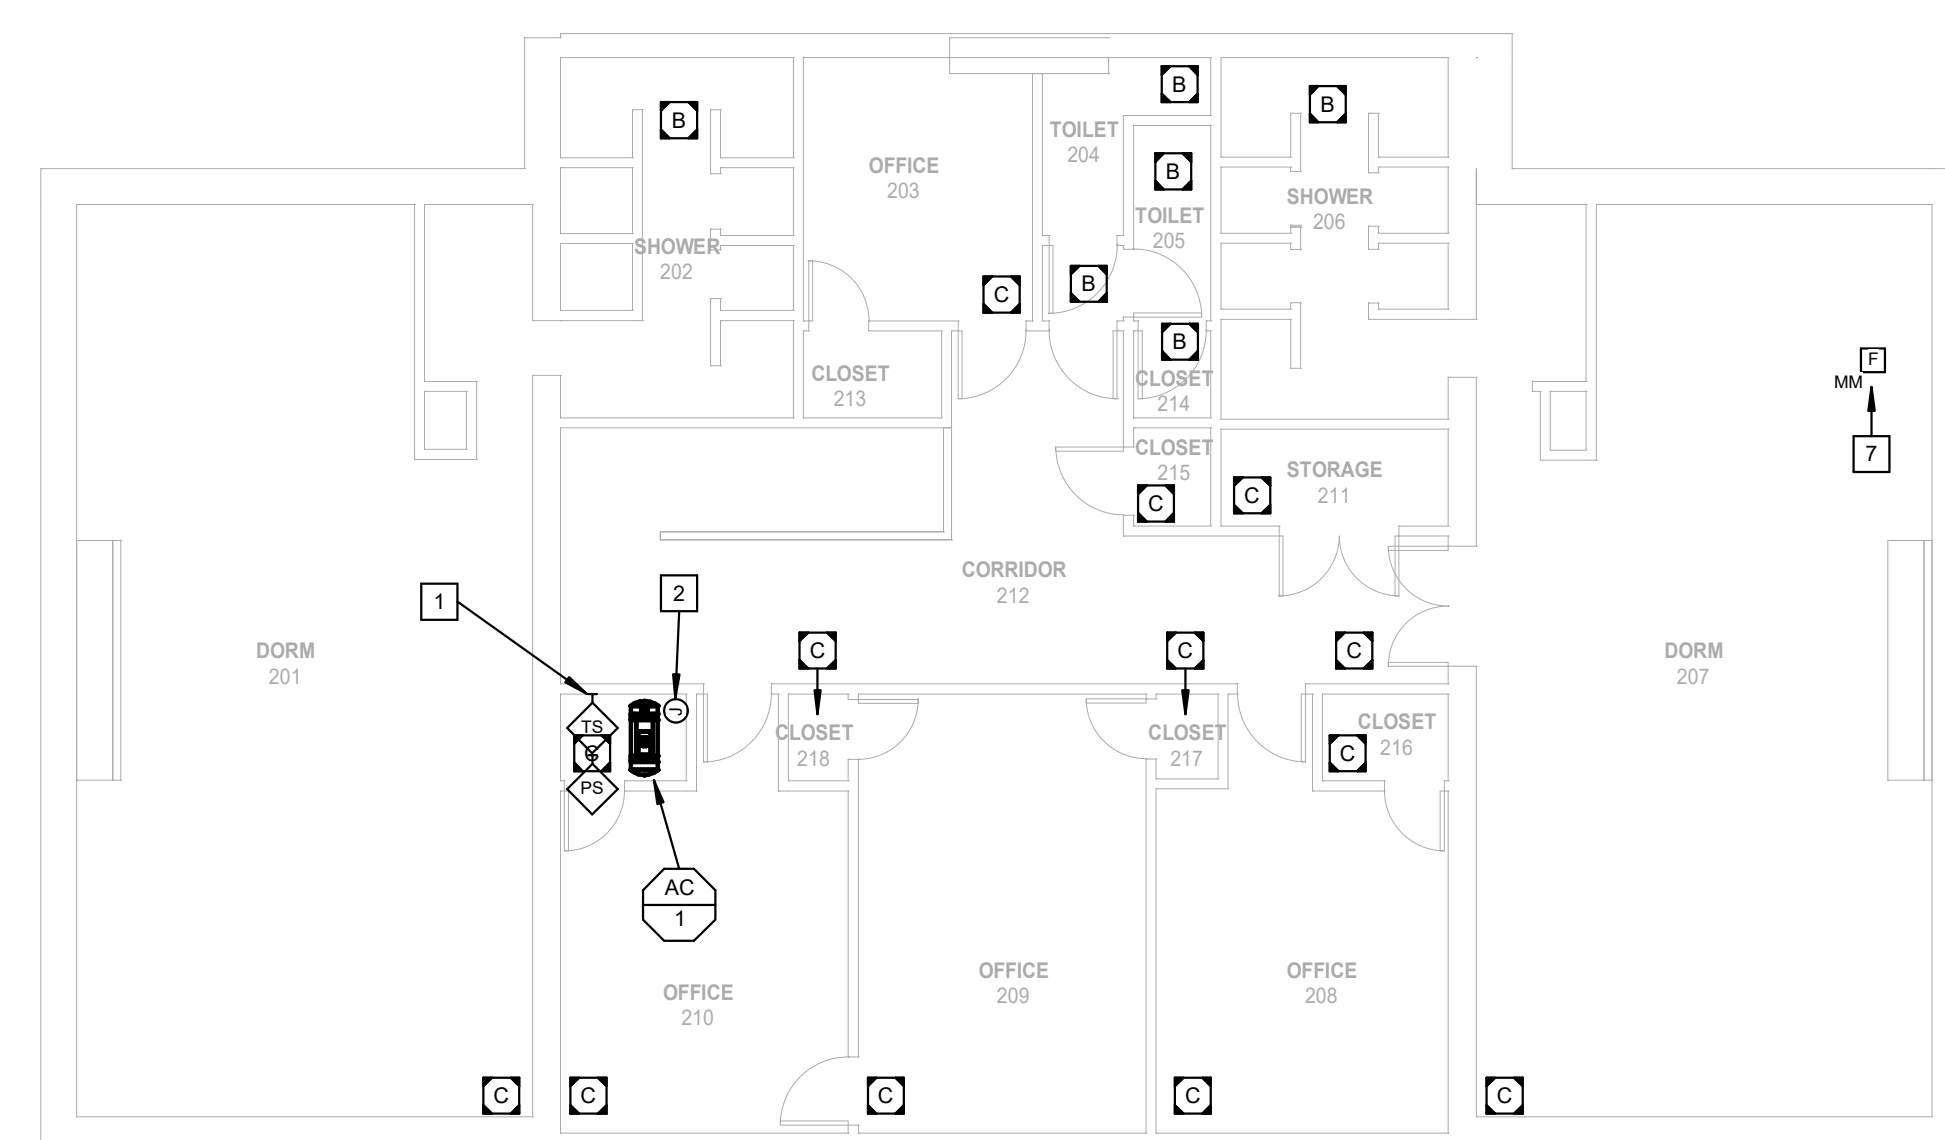 B
B
B
TOILET
204
OFFICE
203
B
SHOWER
206
TOILET
205
SHOWER
202
B
C
B
F
MM
CLOSET
213
CLOSET
214
7
CLOSET
215
STORAGE
211
C
C
CORRIDOR
212
1
2
DORM
201
C
C
C
DORM
207
J
TS
CLOSET
218
CLOSET
217
CLOSET
216
C
C
PS
AC
1
OFFICE
210
OFFICE
209
OFFICE
208
C
C
C
C
C